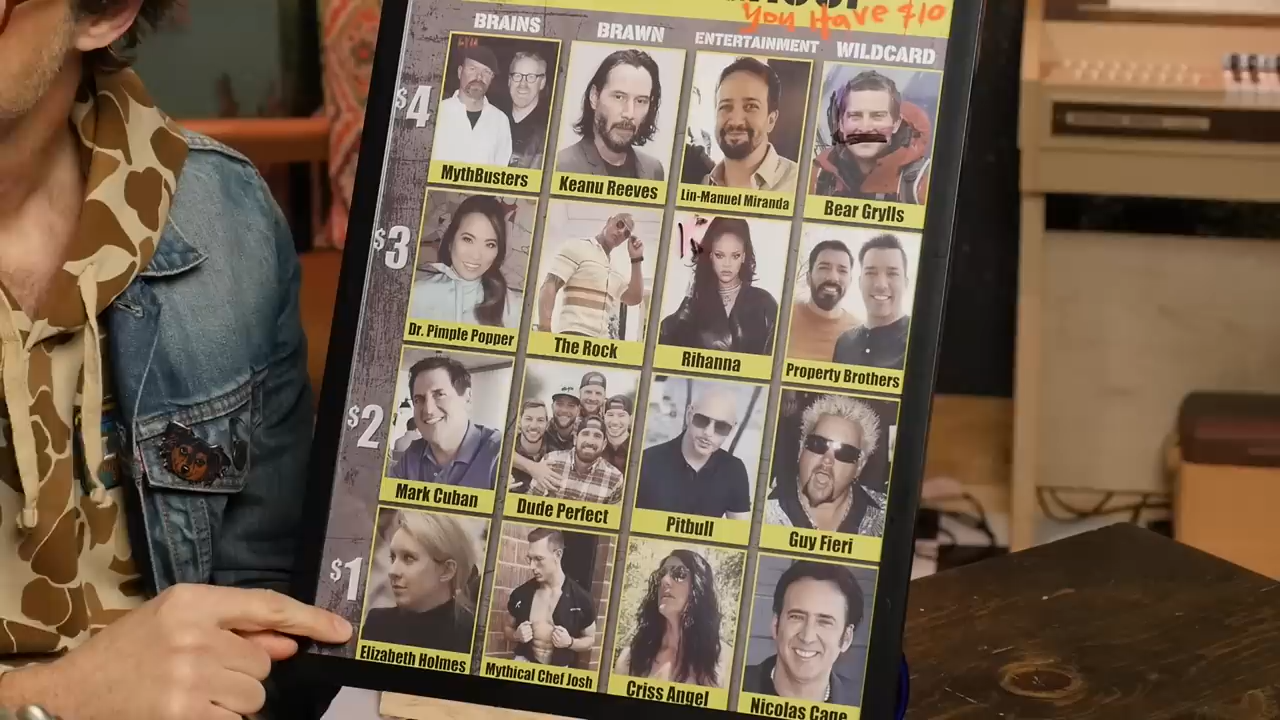 You Have $10
BRAINS BRAWN ENTERTAINMENT WILDCARD
$4
MythBusters Keanu Reeves Lin-Manuel Miranda Bear Grylls
$3
Dr. Pimple Popper The Rock Rihanna Property Brothers
$2
Mark Cuban Dude Perfect Pitbull Guy Fieri
$1
Elizabeth Holmes Mythical Chef Josh Criss Angel Nicolas Cage